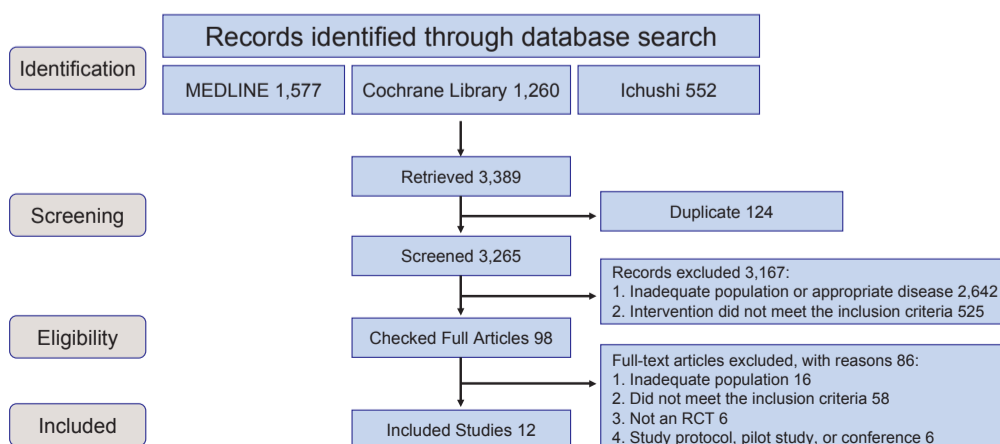 Records identified through database search
Identification
MEDLINE 1,577
Cochrane Library 1,260
Ichushi 552
Retrieved 3,389
Screening
Duplicate 124
Screened 3,265
Records excluded 3,167:
1. Inadequate population or appropriate disease 2,642
2. Intervention did not meet the inclusion criteria 525
Eligibility
Checked Full Articles 98
Full-text articles excluded, with reasons 86:
1. Inadequate population 16
2. Did not meet the inclusion criteria 58
3. Not an RCT 6
4. Study protocol, pilot study, or conference 6
Included
Included Studies 12